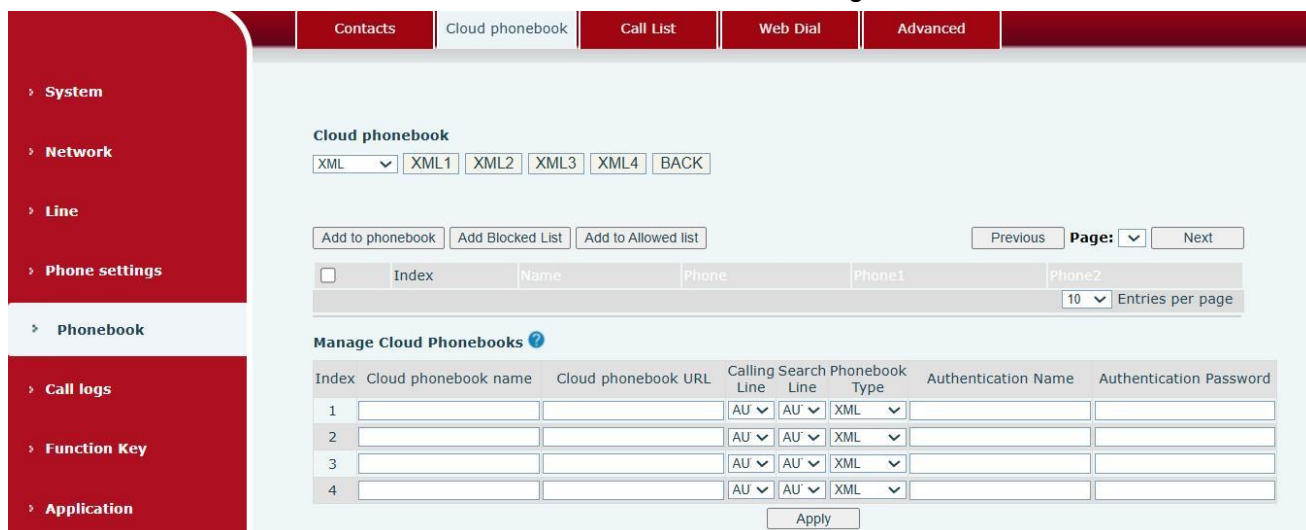 Contacts Cloud phonebook Call List Web Dial Advanced
System
Network
Line
Phone settings
Phonebook
Call logs
Function Key
Application
Cloud phonebook
XML XML1 XML2 XML3 XML4 BACK
Add to phonebook Add Blocked List Add to Allowed list Previous Page: Next
Index Name Phone Phone1 Phone2
10 Entries per page
Manage Cloud Phonebooks ?
Index Cloud phonebook name Cloud phonebook URL Calling Line Search Line Phonebook Type Authentication Name Authentication Password
1 AU AU XML
2 AU AU XML
3 AU AU XML
4 AU AU XML
Apply